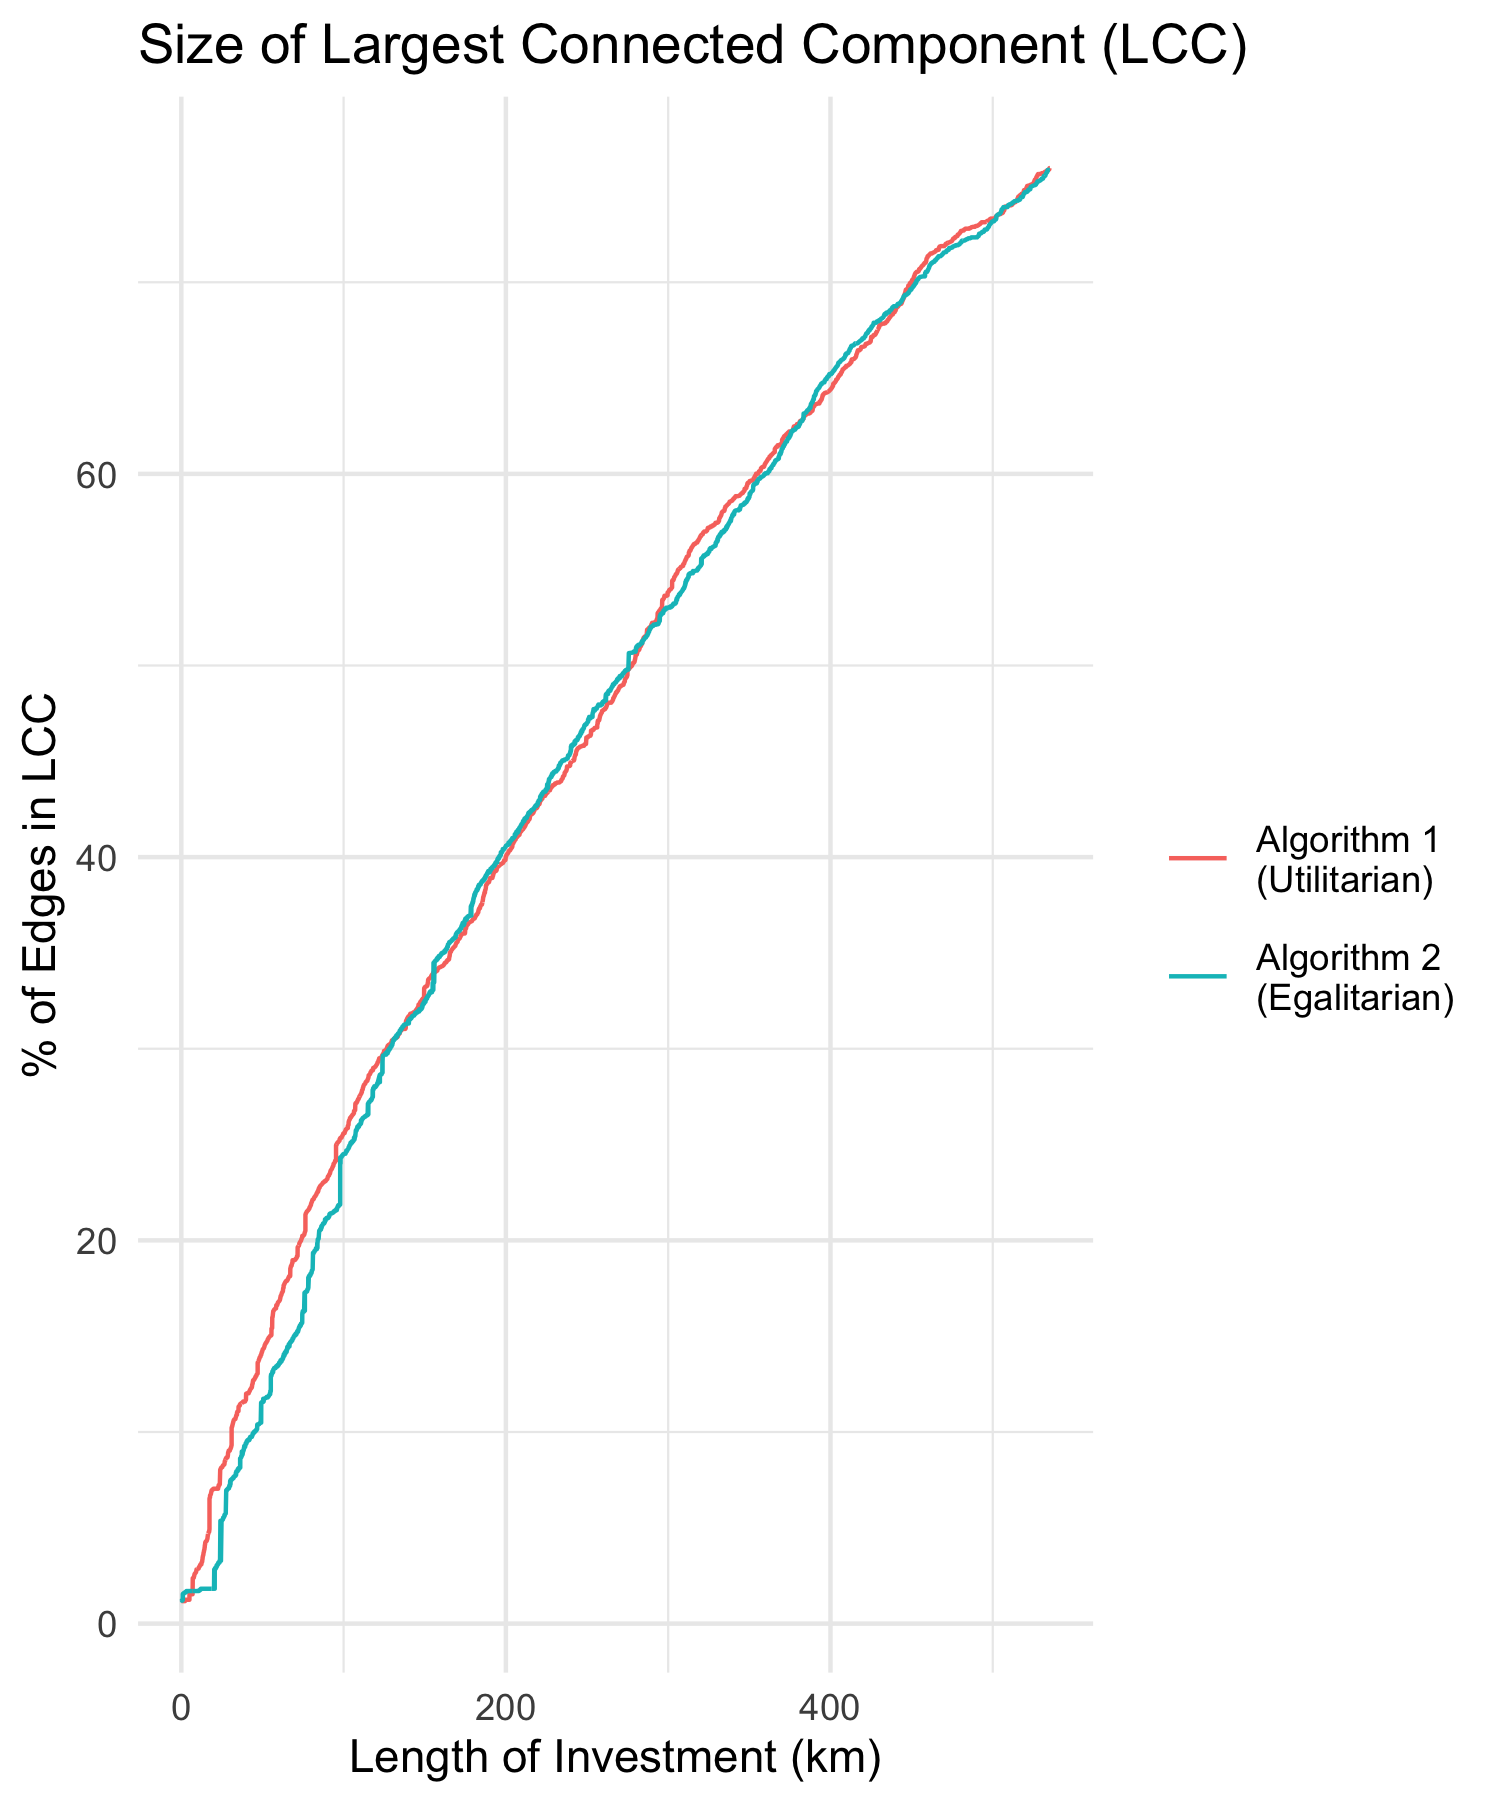 Size of Largest Connected Component (LCC)
% of Edges in LCC
60
40
20
0
0
200
400
Length of Investment (km)
Algorithm 1
(Utilitarian)
Algorithm 2
(Egalitarian)